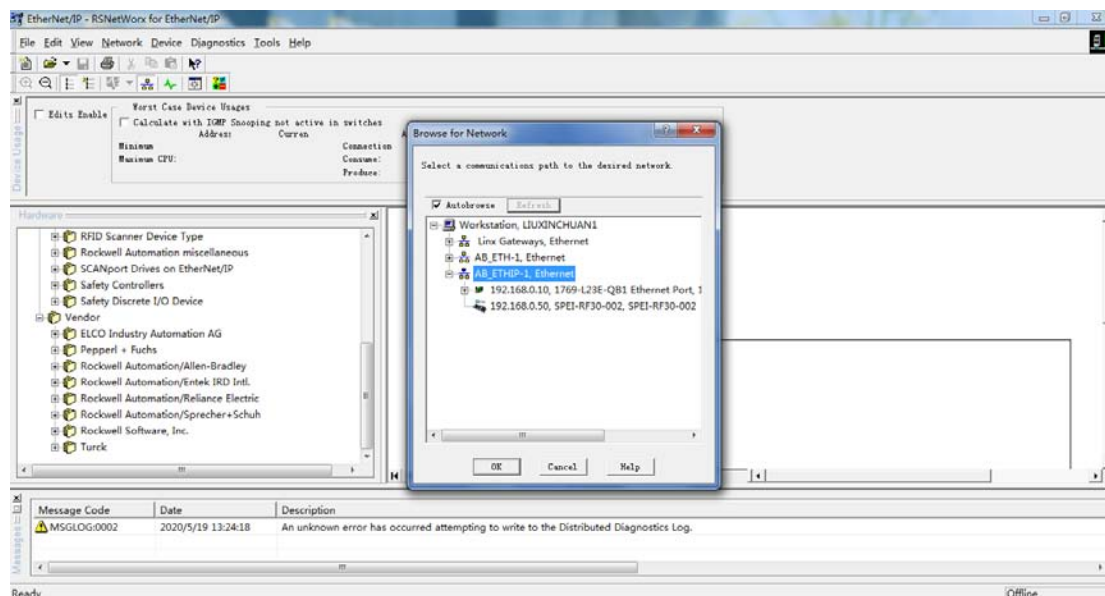 EtherNet/IP - RSNetWorx for EtherNet/IP
File Edit View Network Device Diagnostics Tools Help
Edits Enable
Worst Case Device Usages
Calculate with IGMP Snooping not active in switches
Address Curren A
Minimum Connection
Maximum CPU: Consume:
Produce:
Device Usage
Hardware
RFID Scanner Device Type
Rockwell Automation miscellaneous
SCANport Drives on EtherNet/IP
Safety Controllers
Safety Discrete I/O Device
Vendor
ELCO Industry Automation AG
Pepperl + Fuchs
Rockwell Automation/Allen-Bradley
Rockwell Automation/Entek IRD Intl.
Rockwell Automation/Reliance Electric
Rockwell Automation/Sprecher+Schuh
Rockwell Software, Inc.
Turck
Browse for Network
Select a communications path to the desired network.
Autobrowse Refresh
Workstation, LIUXINCHUAN1
Linx Gateways, Ethernet
AB_ETH-1, Ethernet
AB_ETHIP-1, Ethernet
192.168.0.10, 1769-L23E-QB1 Ethernet Port, 1
192.168.0.50, SPEI-RF30-002, SPEI-RF30-002
OK Cancel Help
Messages
Message Code Date Description
MSGLOG:0002 2020/5/19 13:24:18 An unknown error has occurred attempting to write to the Distributed Diagnostics Log.
Ready Offline